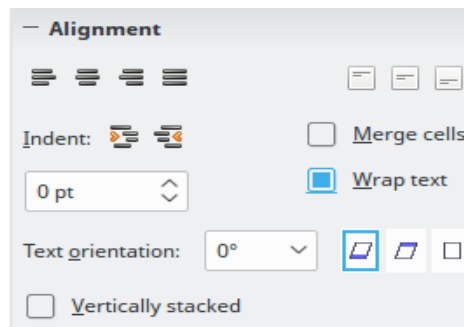 Alignment
Indent:
Merge cells
0 pt
Wrap text
Text orientation: 0°
Vertically stacked